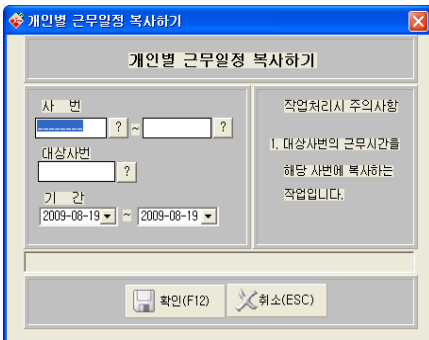 개인별 근무일정 복사하기
개인별 근무일정 복사하기
사 번
________ ? ~ ?
대상사번
?
기 간
2009-08-19 ~ 2009-08-19
작업처리시 주의사항
1. 대상사번의 근무시간을
해당 사번에 복사하는
작업입니다.
확인(F12) 취소(ESC)